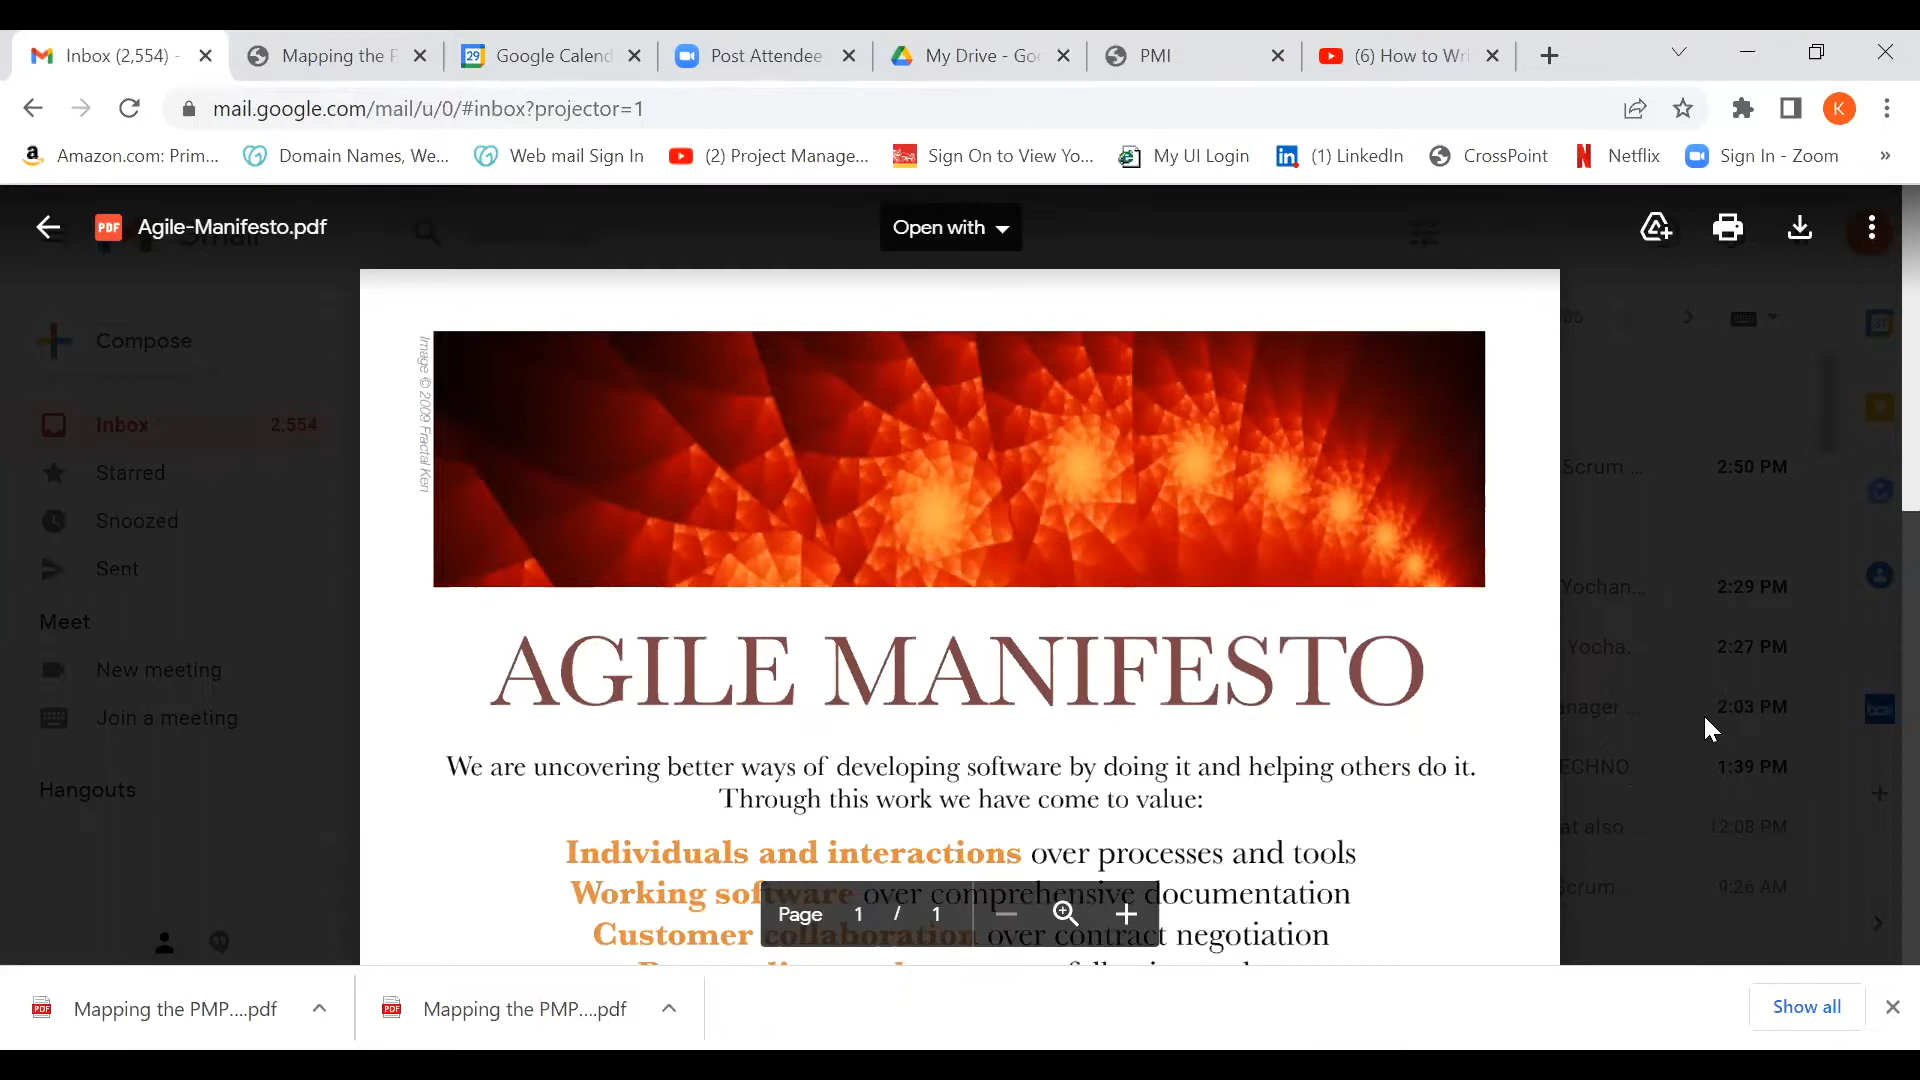 Inbox (2,554) -
Mapping the P
Google Calend
Post Attendee
My Drive - Goo
PMI
(6) How to Wri
mail.google.com/mail/u/0/#inbox?projector=1
K
Amazon.com: Prim...
Domain Names, We...
Web mail Sign In
(2) Project Manage...
Sign On to View Yo...
My UI Login
(1) LinkedIn
CrossPoint
Netflix
Sign In - Zoom
»
PDF
Agile-Manifesto.pdf
Open with
Compose
Inbox 2,554
Starred
Snoozed
Sent
Meet
New meeting
Join a meeting
Hangouts
Image © 2009 Fractal Ken
AGILE MANIFESTO
We are uncovering better ways of developing software by doing it and helping others do it.
Through this work we have come to value:
Individuals and interactions over processes and tools
Working software over comprehensive documentation
Customer collaboration over contract negotiation
Page 1 / 1
Scrum ... 2:50 PM
Yochan... 2:29 PM
Yocha. 2:27 PM
anager ... 2:03 PM
ECHNO 1:39 PM
at also 12:08 PM
Scrum 9:26 AM
Mapping the PMP....pdf
Mapping the PMP....pdf
Show all